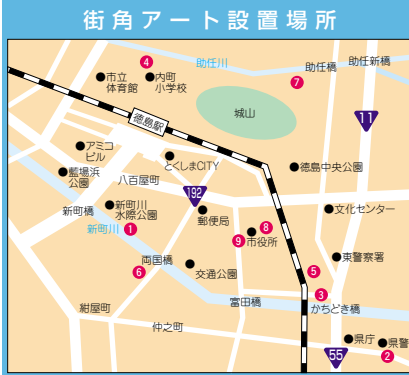 街角アート設置場所
4
助任川
助任橋
助任新橋
市立
体育館
内町
小学校
7
城山
11
徳島駅
アミコ
ビル
とくしまCITY
徳島中央公園
藍場浜
公園
八百屋町
192
新町橋
新町川
水際公園
郵便局
文化センター
新町川
1
8
9
市役所
両国橋
6
交通公園
東警察署
5
3
富田橋
かちどき橋
紺屋町
仲之町
県庁
県警
55
2